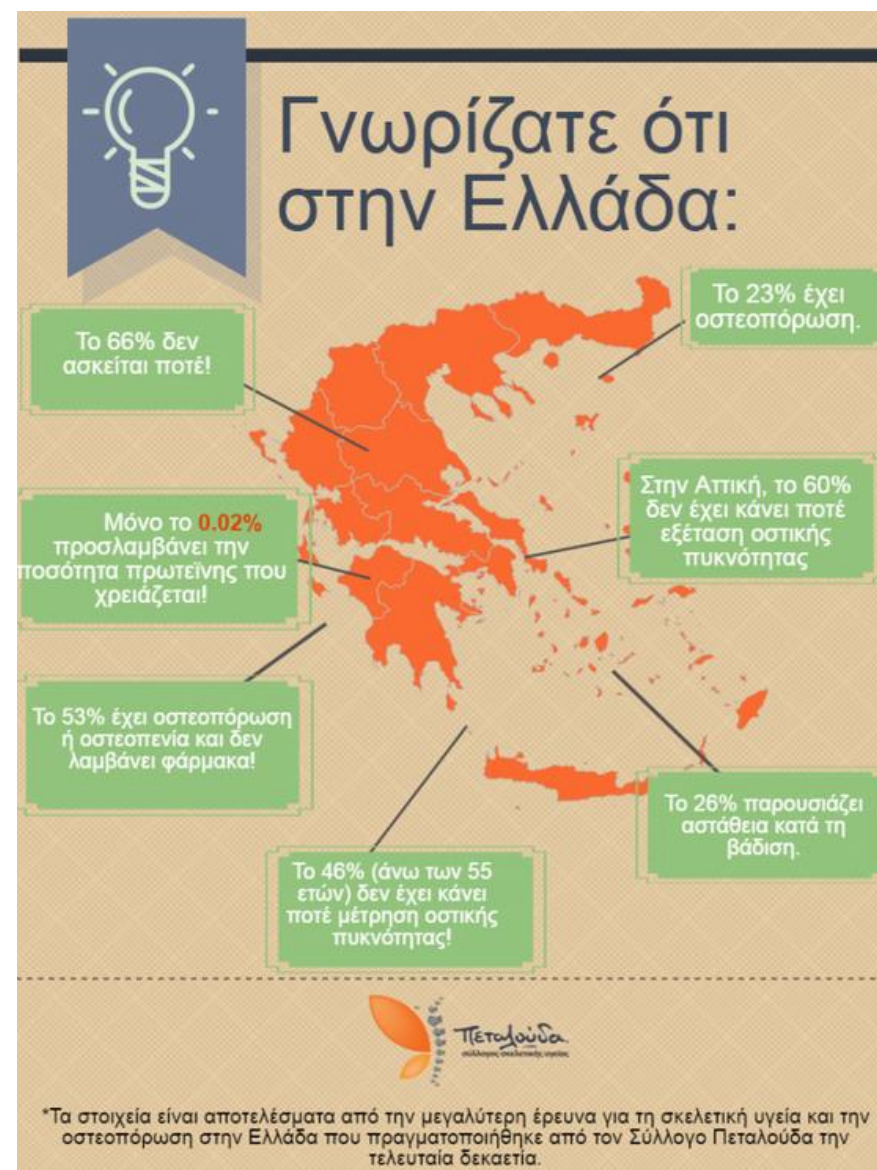 Γνωρίζατε ότι
στην Ελλάδα:
Το 23% έχει
οστεοπόρωση.
Το 66% δεν
ασκείται ποτέ!
Στην Αττική, το 60%
δεν έχει κάνει ποτέ
εξέταση οστικής
πυκνότητας
Μόνο το 0.02%
προσλαμβάνει την
ποσότητα πρωτεΐνης που
χρειάζεται!
Το 53% έχει οστεοπόρωση
ή οστεοπενία και δεν
λαμβάνει φάρμακα!
Το 26% παρουσιάζει
αστάθεια κατά τη
βάδιση.
Το 46% (άνω των 55
ετών) δεν έχει κάνει
ποτέ μέτρηση οστικής
πυκνότητας!
Πεταλούδα
σύλλογος σκελετικής υγείας
*Τα στοιχεία είναι αποτελέσματα από την μεγαλύτερη έρευνα για τη σκελετική υγεία και την
οστεοπόρωση στην Ελλάδα που πραγματοποιήθηκε από τον Σύλλογο Πεταλούδα την
τελευταία δεκαετία.